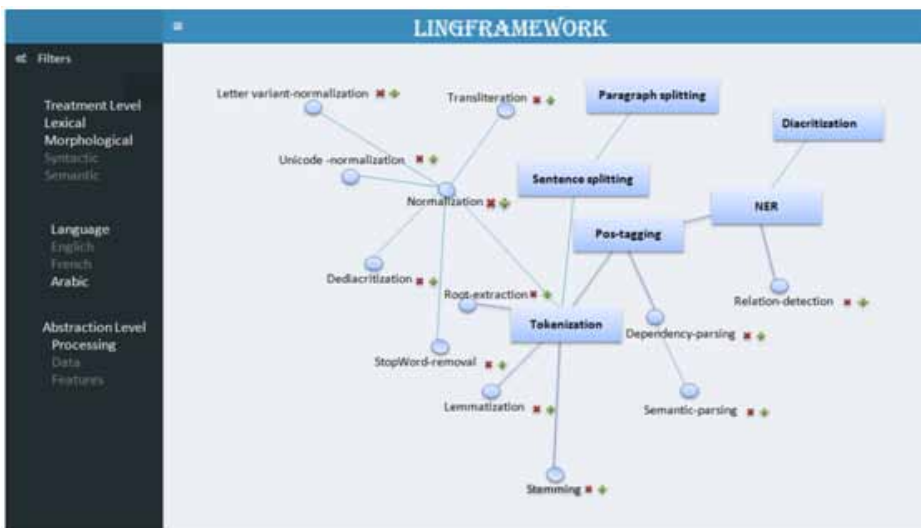 LINGFRAMEWORK
Filters
Treatment Level
Lexical
Morphological
Syntactic
Semantic
Language
Englich
French
Arabic
Abstraction Level
Processing
Data
Features
Letter variant-normalization
Transliteration
Paragraph splitting
Diacritization
Unicode -normalization
Sentence splitting
Normalization
NER
Pos-tagging
Dediacritization
Root-extraction
Relation-detection
Tokenization
Dependency-parsing
StopWord-removal
Lemmatization
Semantic-parsing
Stemming